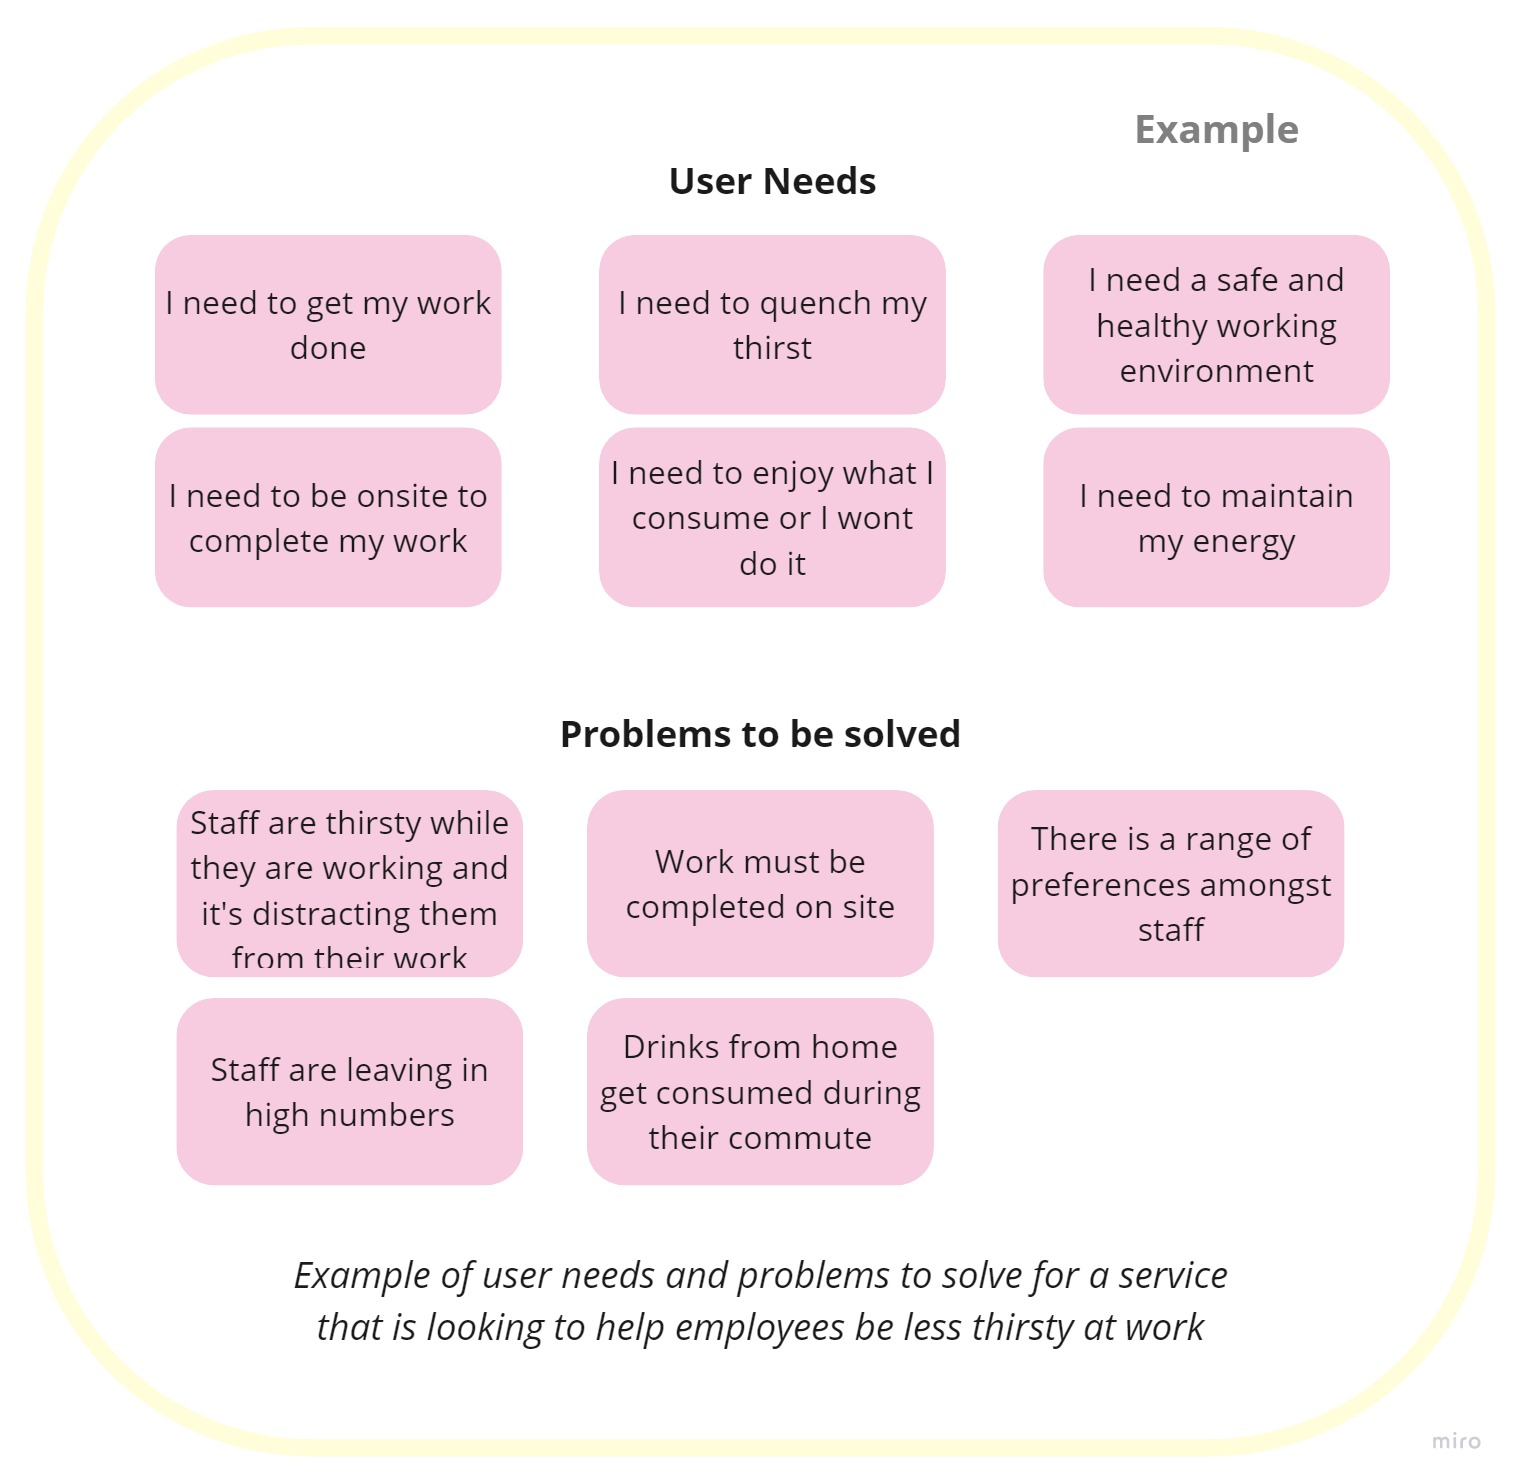 Example
User Needs
I need to get my work
done
I need to quench my
thirst
I need a safe and
healthy working
environment
I need to be onsite to
complete my work
I need to enjoy what I
consume or I wont
do it
I need to maintain
my energy
Problems to be solved
Staff are thirsty while
they are working and
it's distracting them
from their work
Work must be
completed on site
There is a range of
preferences amongst
staff
Staff are leaving in
high numbers
Drinks from home
get consumed during
their commute
Example of user needs and problems to solve for a service
that is looking to help employees be less thirsty at work
miro